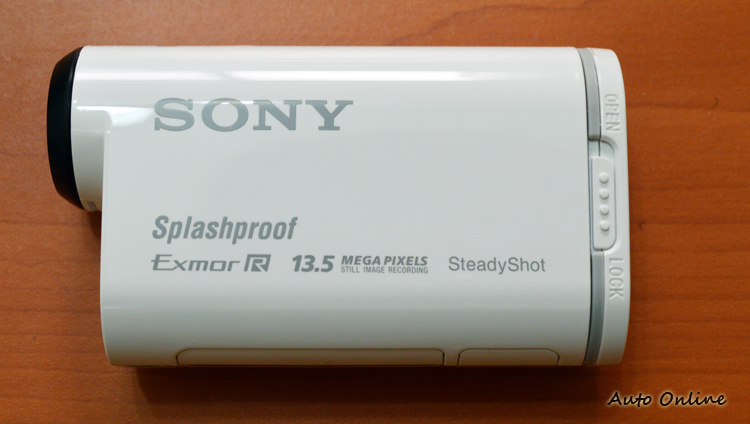 SONY
OPEN
Splashproof
Exmor R 13.5 MEGA PIXELS STILL IMAGE RECORDING SteadyShot
LOCK
Auto Online